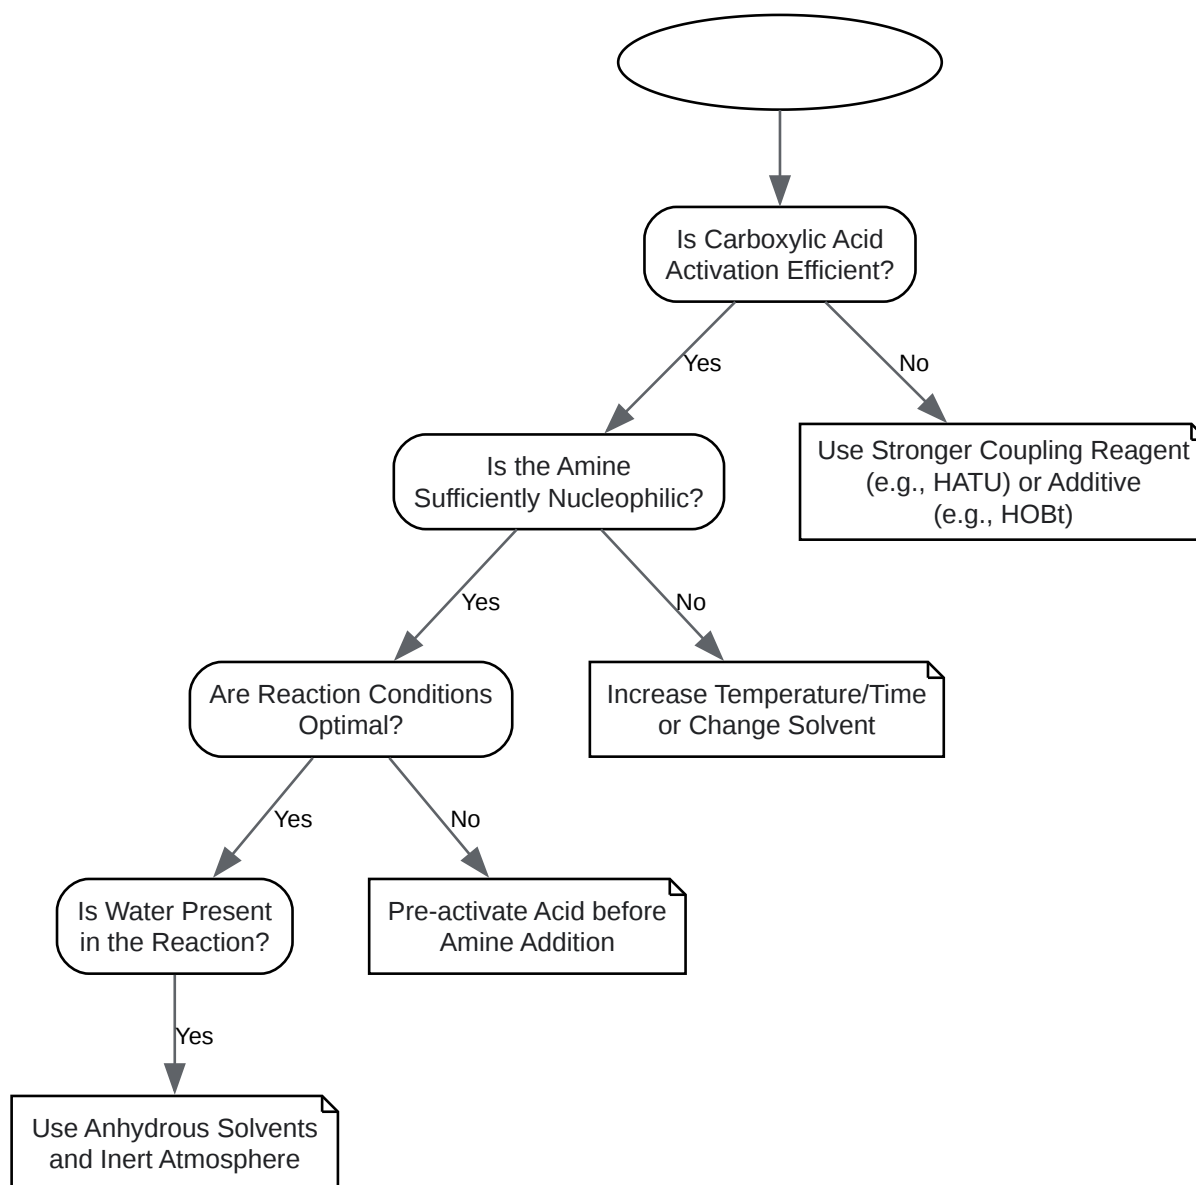 Is Carboxylic Acid
Activation Efficient?
Yes
No
Is the Amine
Sufficiently Nucleophilic?
Use Stronger Coupling Reagent
(e.g., HATU) or Additive
(e.g., HOBt)
Yes
No
Are Reaction Conditions
Optimal?
Increase Temperature/Time
or Change Solvent
Yes
No
Is Water Present
in the Reaction?
Pre-activate Acid before
Amine Addition
Yes
Use Anhydrous Solvents
and Inert Atmosphere